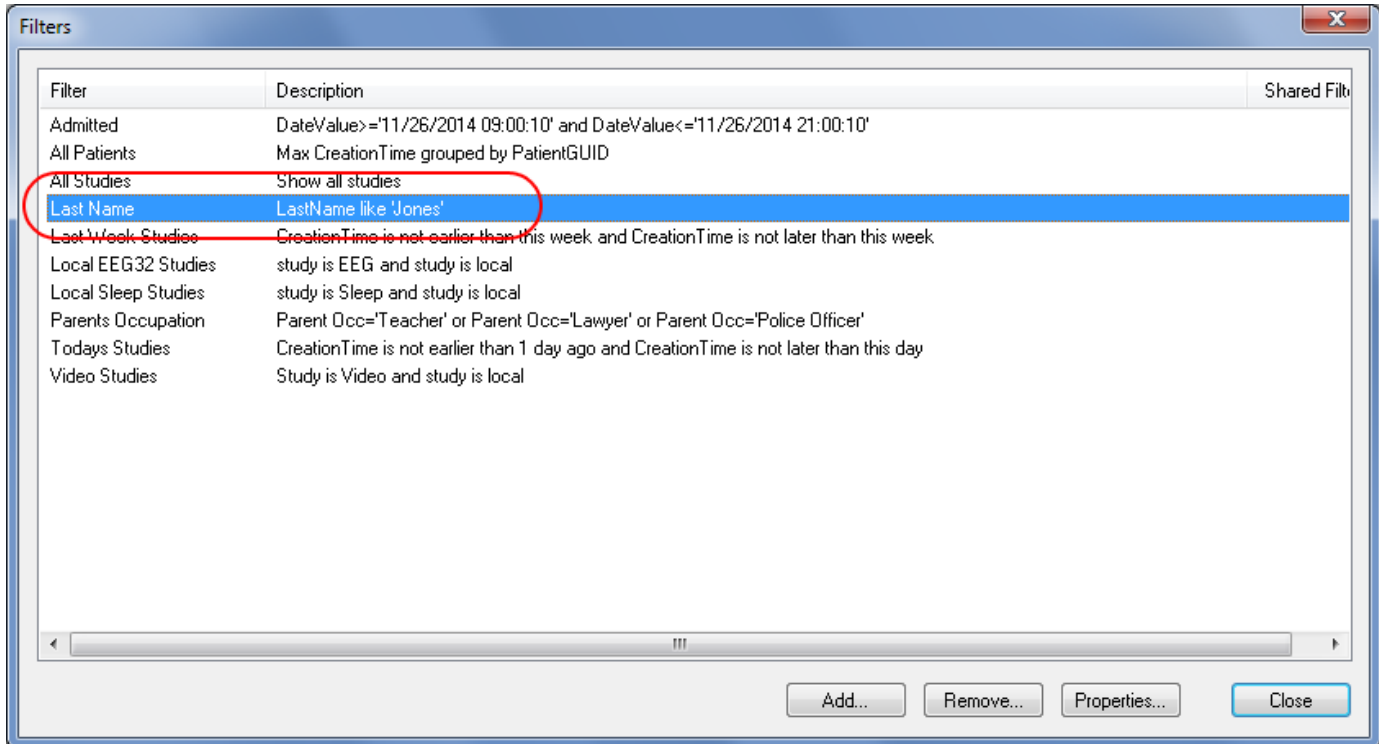 Filters
Filter Description Shared Filt
Admitted DateValue>='11/26/2014 09:00:10' and DateValue<='11/26/2014 21:00:10'
All Patients Max CreationTime grouped by PatientGUID
All Studies Show all studies
Last Name LastName like 'Jones'
Last Week Studies CreationTime is not earlier than this week and CreationTime is not later than this week
Local EEG32 Studies study is EEG and study is local
Local Sleep Studies study is Sleep and study is local
Parents Occupation Parent Occ='Teacher' or Parent Occ='Lawyer' or Parent Occ='Police Officer'
Todays Studies CreationTime is not earlier than 1 day ago and CreationTime is not later than this day
Video Studies Study is Video and study is local
Add... Remove... Properties... Close